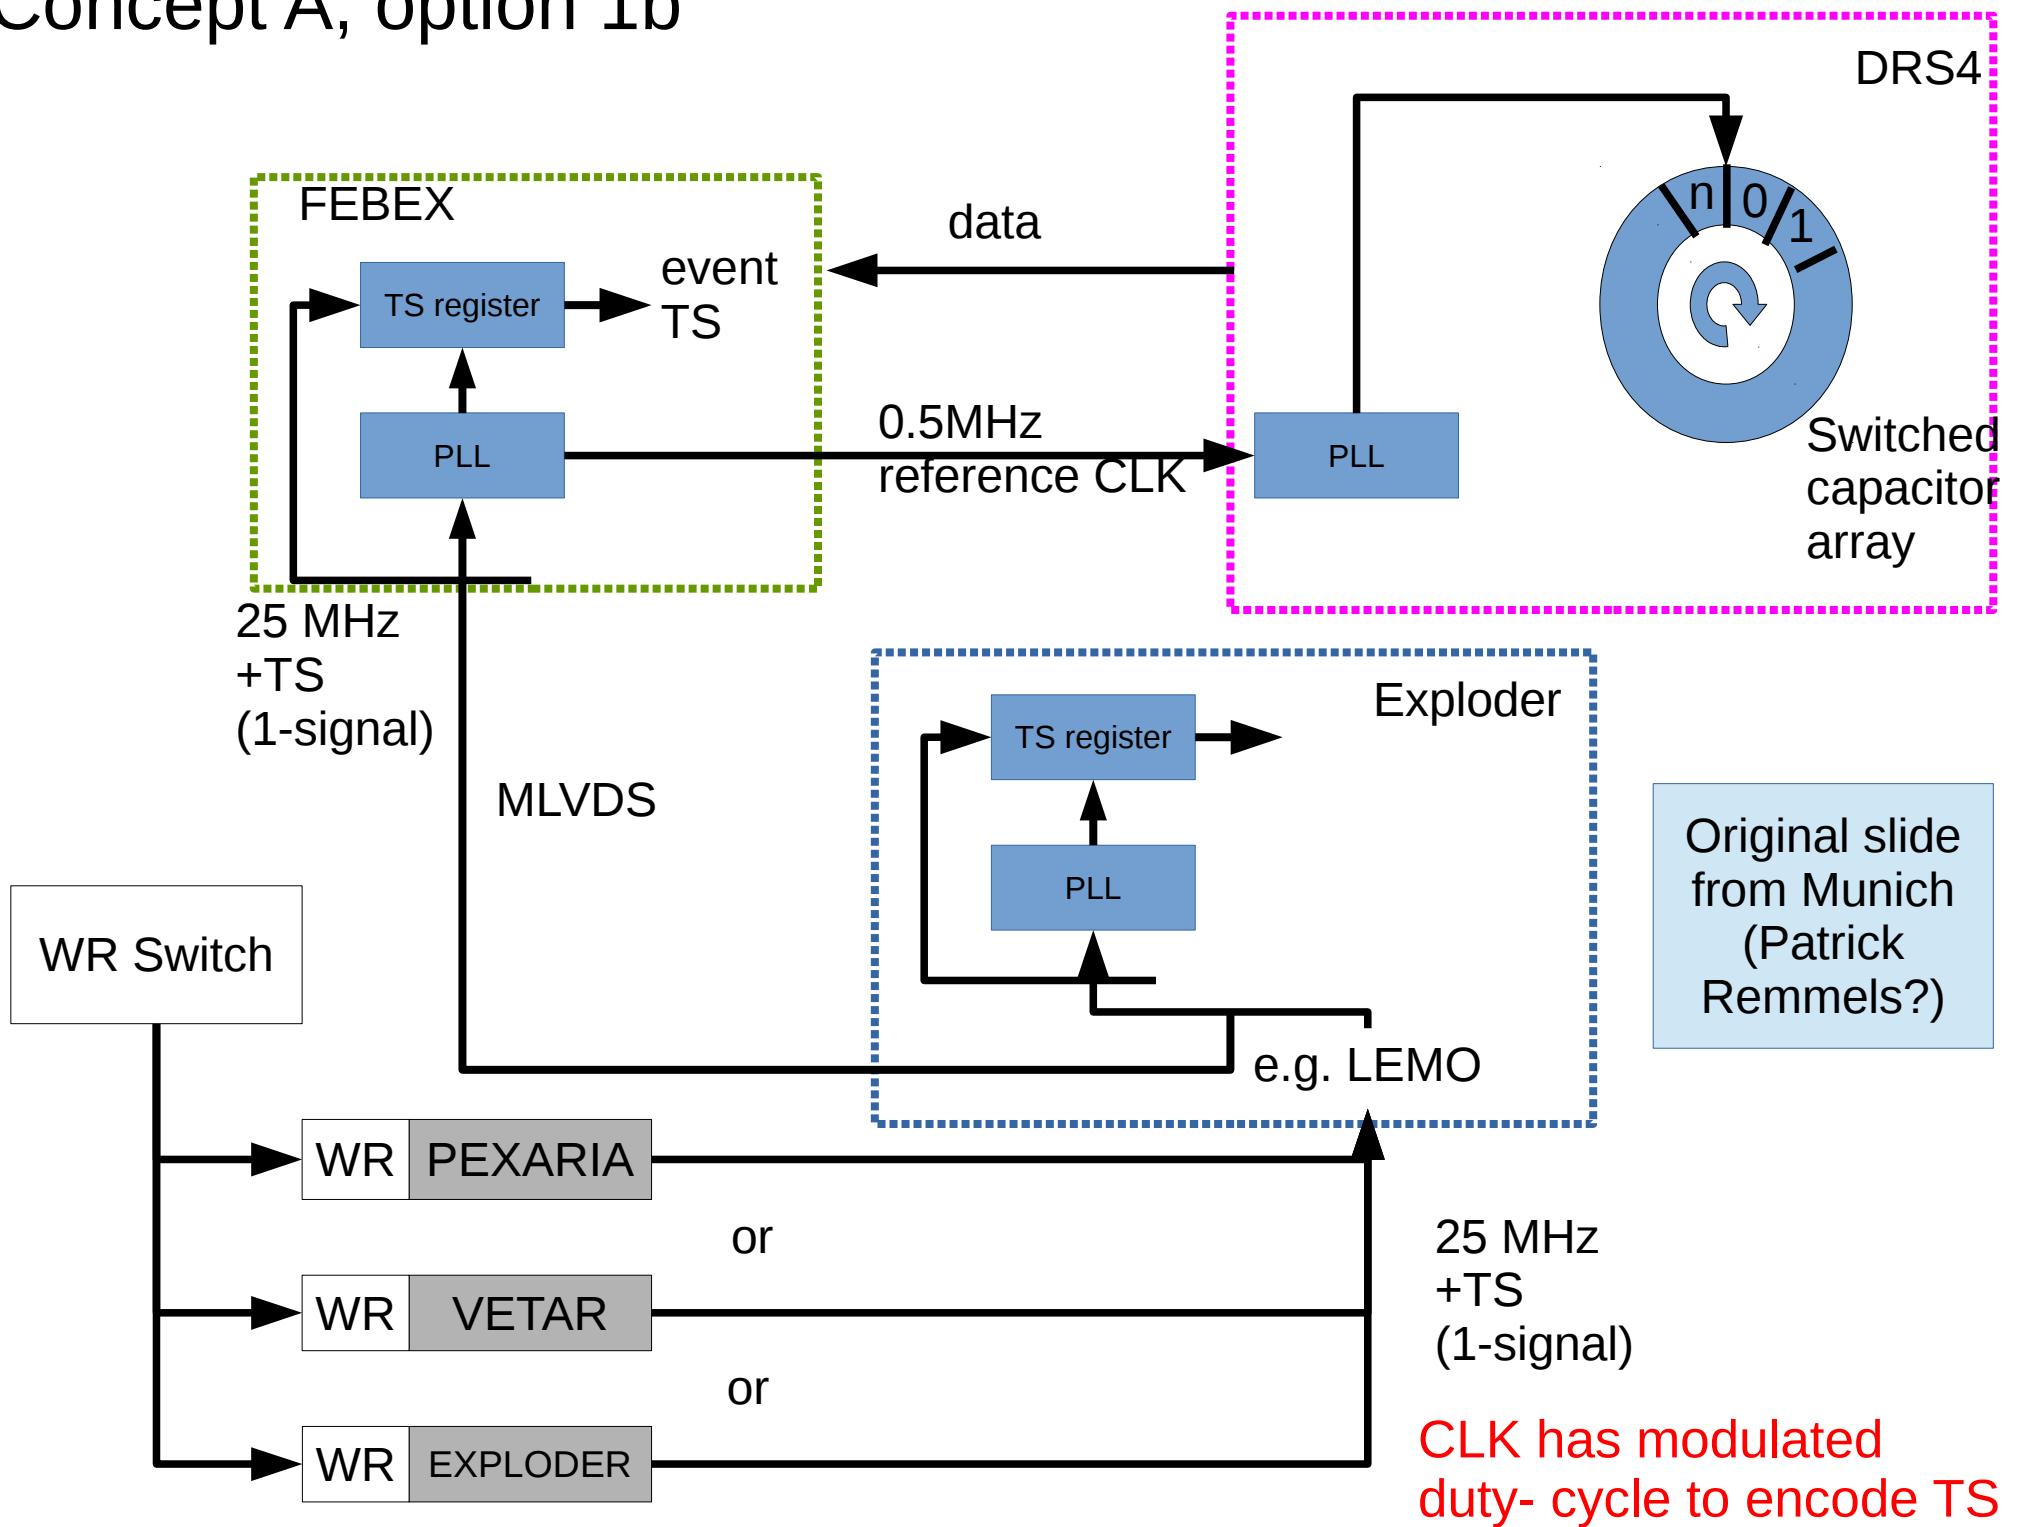 Concept A, option 1b
DRS4
FEBEX
n
0
1
data
event
TS
TS register
0.5MHz
reference CLK
PLL
PLL
Switched
capacitor
array
25 MHz
+TS
(1-signal)
Exploder
TS register
MLVDS
PLL
Original slide
from Munich
(Patrick
Remmels?)
WR Switch
e.g. LEMO
WR PEXARIA
or
25 MHz
+TS
(1-signal)
WR VETAR
or
WR EXPLODER
CLK has modulated
duty- cycle to encode TS